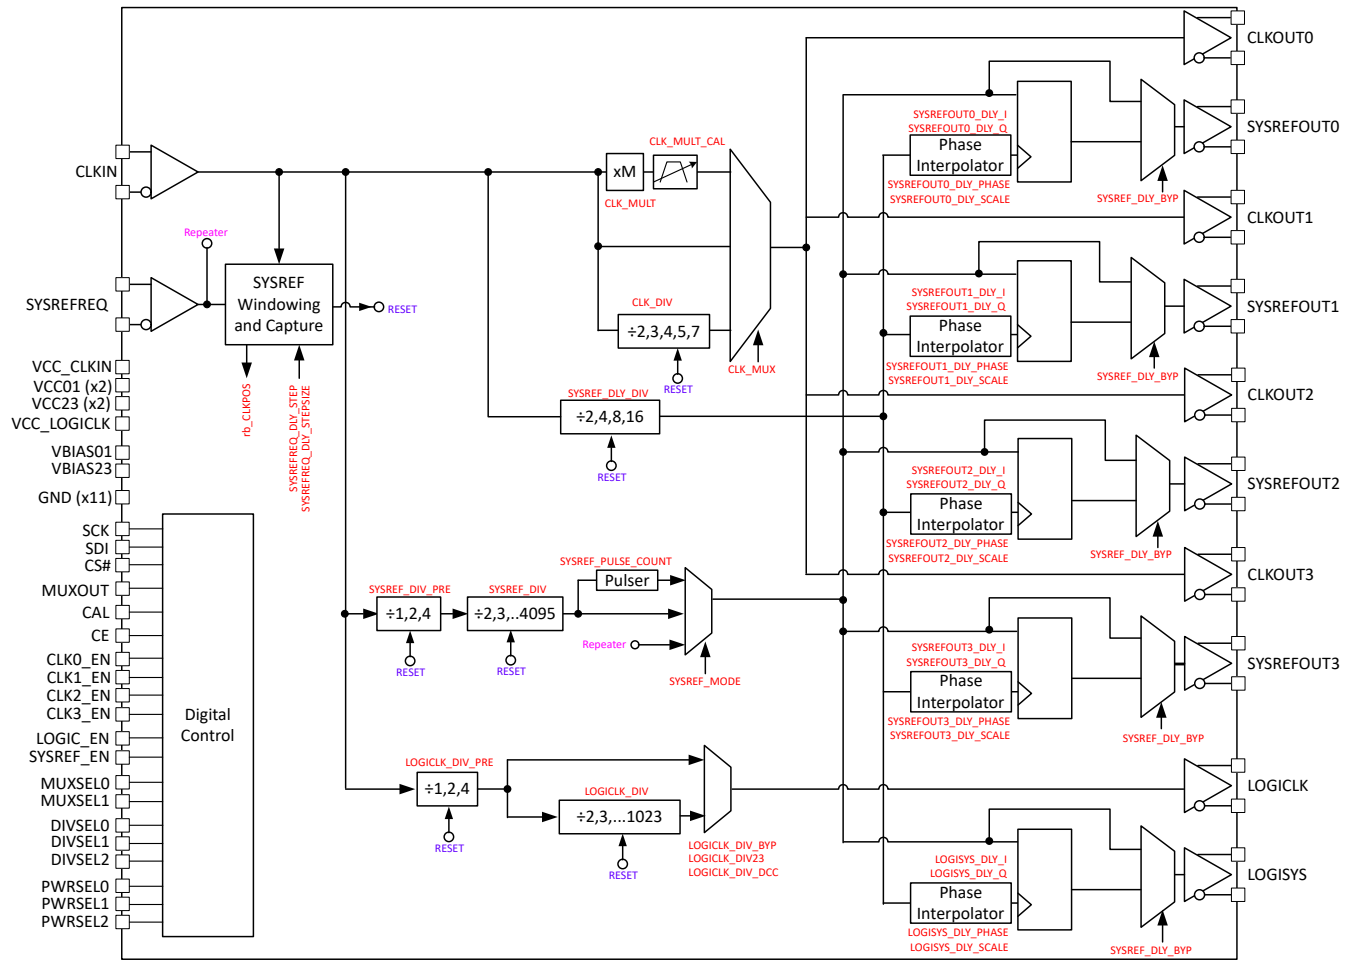 CLKIN
SYSREFREQ
Repeater
SYSREF
Windowing
and Capture
RESET
rb_CLKPOS
SYSREFREQ_DLY_STEP
SYSREFREQ_DLY_STEPSIZE
VCC_CLKIN
VCC01 (x2)
VCC23 (x2)
VCC_LOGICLK
VBIAS01
VBIAS23
GND (x11)
SCK
SDI
CS#
MUXOUT
CAL
CE
CLK0_EN
CLK1_EN
CLK2_EN
CLK3_EN
LOGIC_EN
SYSREF_EN
MUXSEL0
MUXSEL1
DIVSEL0
DIVSEL1
DIVSEL2
PWRSEL0
PWRSEL1
PWRSEL2
Digital
Control
CLK_MULT_CAL
xM
CLK_MULT
CLK_DIV
÷2,3,4,5,7
RESET
CLK_MUX
SYSREF_DLY_DIV
÷2,4,8,16
RESET
SYSREF_DIV_PRE
÷1,2,4
RESET
SYSREF_DIV
÷2,3,..4095
RESET
SYSREF_PULSE_COUNT
Pulser
Repeater
SYSREF_MODE
LOGICLK_DIV_PRE
÷1,2,4
RESET
LOGICLK_DIV
÷2,3,...1023
RESET
LOGICLK_DIV_BYP
LOGICLK_DIV23
LOGICLK_DIV_DCC
CLKOUT0
SYSREFOUT0_DLY_I
SYSREFOUT0_DLY_Q
Phase
Interpolator
SYSREFOUT0_DLY_PHASE
SYSREFOUT0_DLY_SCALE
SYSREF_DLY_BYP
SYSREFOUT0
CLKOUT1
SYSREFOUT1_DLY_I
SYSREFOUT1_DLY_Q
Phase
Interpolator
SYSREFOUT1_DLY_PHASE
SYSREFOUT1_DLY_SCALE
SYSREF_DLY_BYP
SYSREFOUT1
CLKOUT2
SYSREFOUT2_DLY_I
SYSREFOUT2_DLY_Q
Phase
Interpolator
SYSREFOUT2_DLY_PHASE
SYSREFOUT2_DLY_SCALE
SYSREF_DLY_BYP
SYSREFOUT2
CLKOUT3
SYSREFOUT3_DLY_I
SYSREFOUT3_DLY_Q
Phase
Interpolator
SYSREFOUT3_DLY_PHASE
SYSREFOUT3_DLY_SCALE
SYSREF_DLY_BYP
SYSREFOUT3
LOGICLK
LOGISYS_DLY_I
LOGISYS_DLY_Q
Phase
Interpolator
LOGISYS_DLY_PHASE
LOGISYS_DLY_SCALE
SYSREF_DLY_BYP
LOGISYS